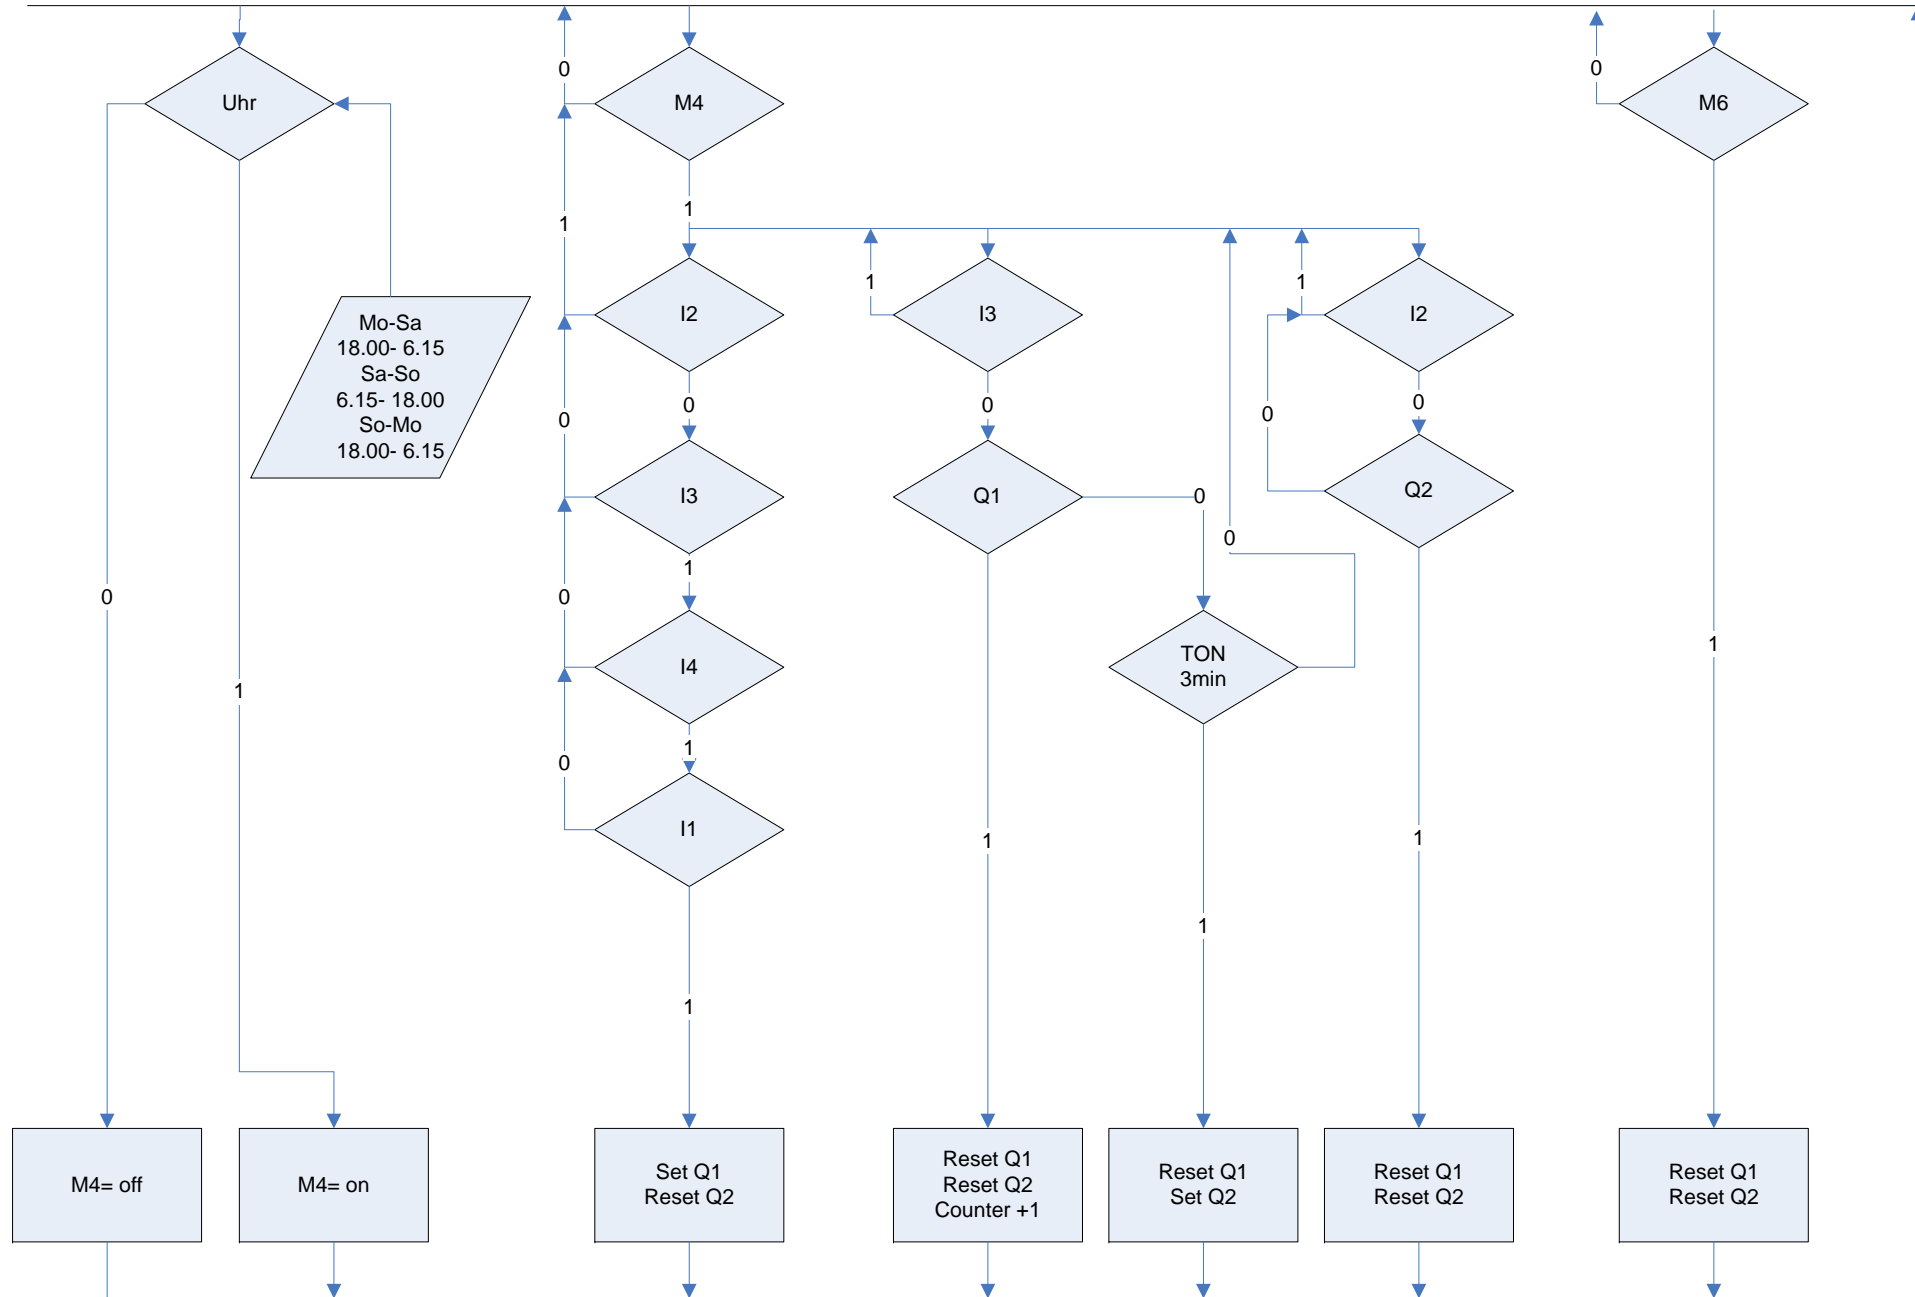 0
0
Uhr
M4
M6
1
1
Mo-Sa
18.00- 6.15
Sa-So
6.15- 18.00
So-Mo
18.00- 6.15
1
1
I2
I3
I2
0
0
0
0
0
I3
Q1
0
Q2
0
1
0
0
1
TON
3min
I4
1
1
0
I1
1
1
1
1
M4= off
M4= on
Set Q1
Reset Q2
Reset Q1
Reset Q2
Counter +1
Reset Q1
Set Q2
Reset Q1
Reset Q2
Reset Q1
Reset Q2